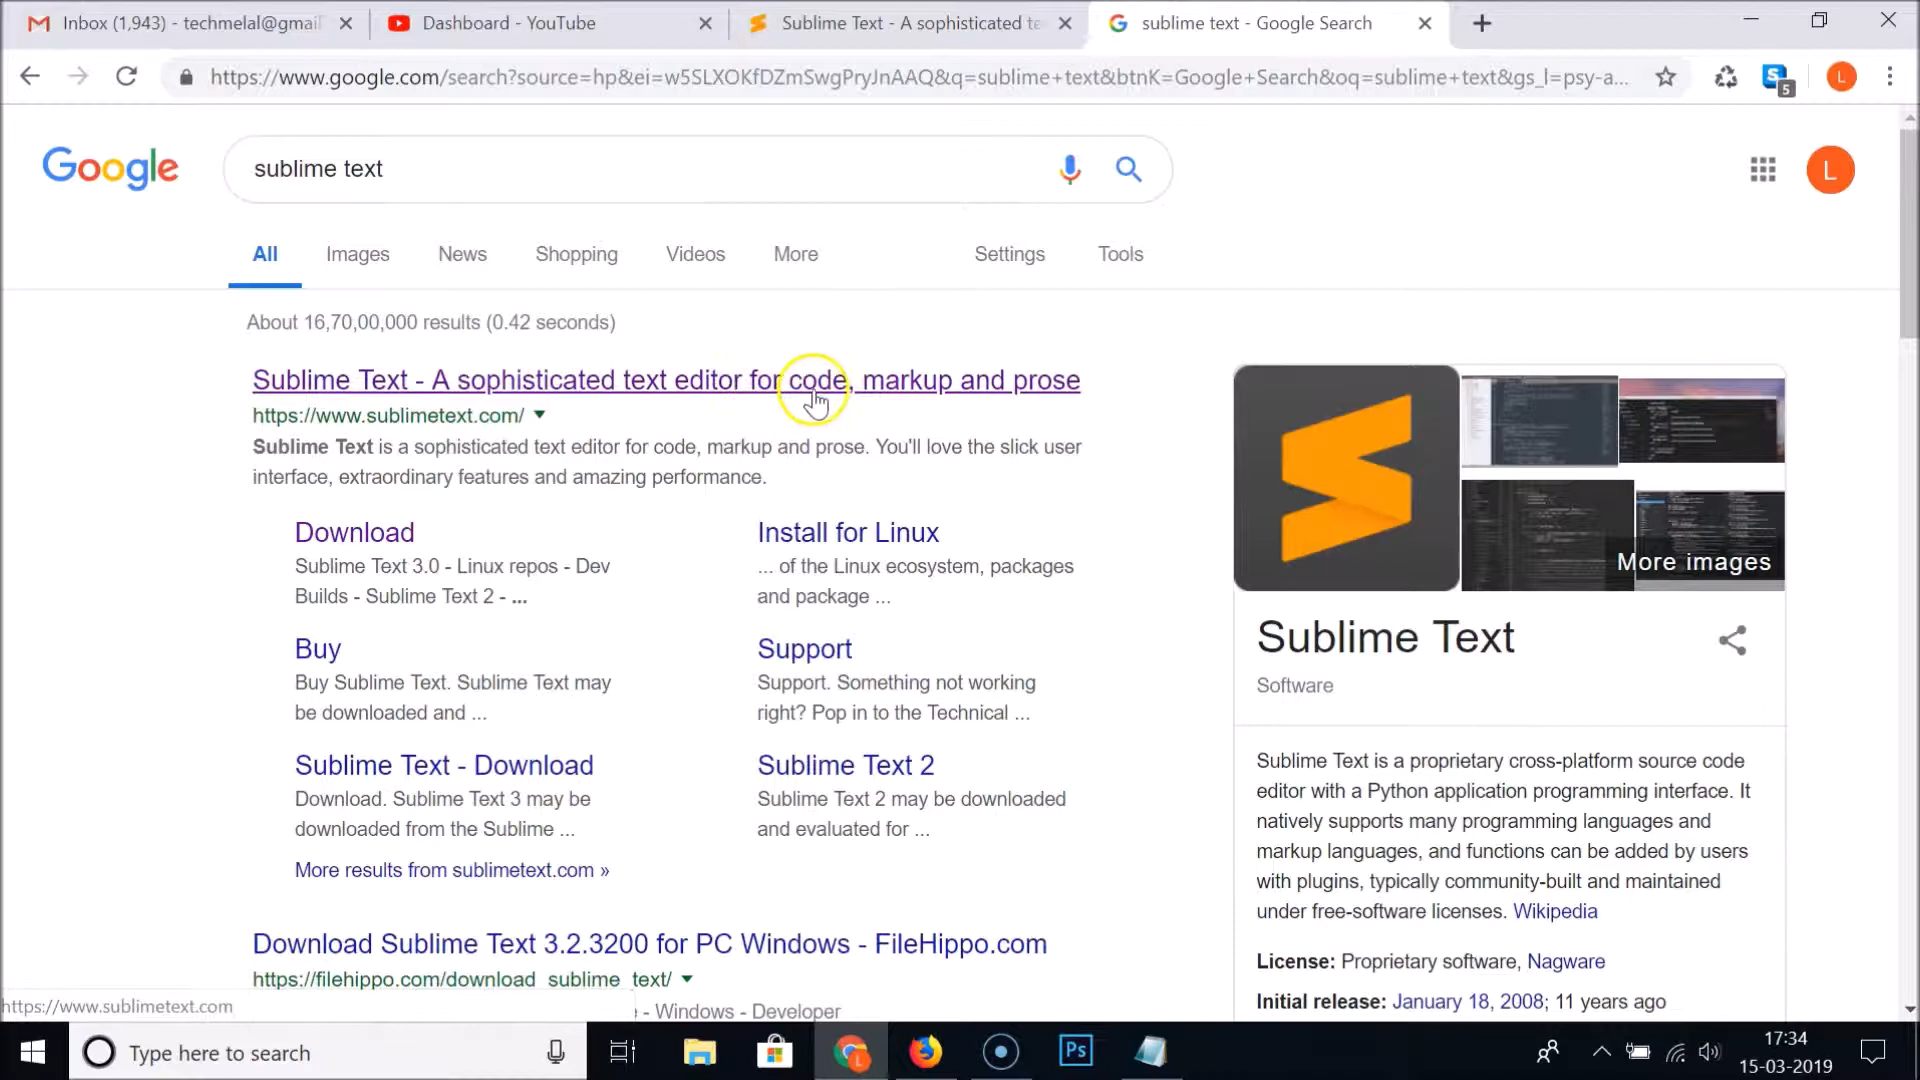 Inbox (1,943) - techmelal@gmail
Dashboard - YouTube
Sublime Text - A sophisticated te
sublime text - Google Search
https://www.google.com/search?source=hp&ei=w5SLXOKfDZmSwgPryJnAAQ&q=sublime+text&btnK=Google+Search&oq=sublime+text&gs_l=psy-a...
5
L
Google
sublime text
L
All
Images
News
Shopping
Videos
More
Settings
Tools
About 16,70,00,000 results (0.42 seconds)
Sublime Text - A sophisticated text editor for code, markup and prose
https://www.sublimetext.com/
Sublime Text is a sophisticated text editor for code, markup and prose. You'll love the slick user
interface, extraordinary features and amazing performance.
Download
Sublime Text 3.0 - Linux repos - Dev
Builds - Sublime Text 2 - ...
Install for Linux
... of the Linux ecosystem, packages
and package ...
Buy
Buy Sublime Text. Sublime Text may
be downloaded and ...
Support
Support. Something not working
right? Pop in to the Technical ...
Sublime Text - Download
Download. Sublime Text 3 may be
downloaded from the Sublime ...
Sublime Text 2
Sublime Text 2 may be downloaded
and evaluated for ...
More results from sublimetext.com »
Download Sublime Text 3.2.3200 for PC Windows - FileHippo.com
https://filehippo.com/download_sublime_text/
- Windows - Developer
https://www.sublimetext.com
More images
Sublime Text
Software
Sublime Text is a proprietary cross-platform source code
editor with a Python application programming interface. It
natively supports many programming languages and
markup languages, and functions can be added by users
with plugins, typically community-built and maintained
under free-software licenses. Wikipedia
License: Proprietary software, Nagware
Initial release: January 18, 2008; 11 years ago
Type here to search
L
Ps
17:34
15-03-2019